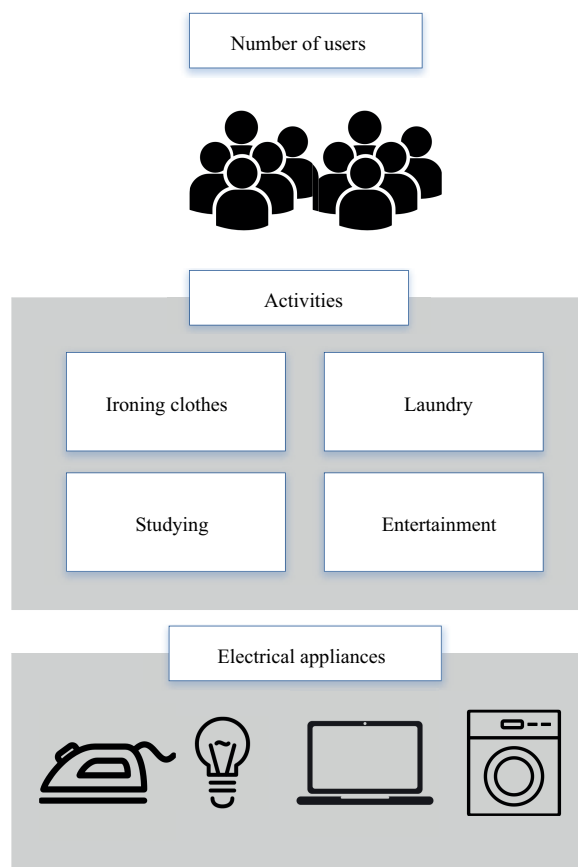 Number of users
Activities
Ironing clothes
Laundry
Studying
Entertainment
Electrical appliances